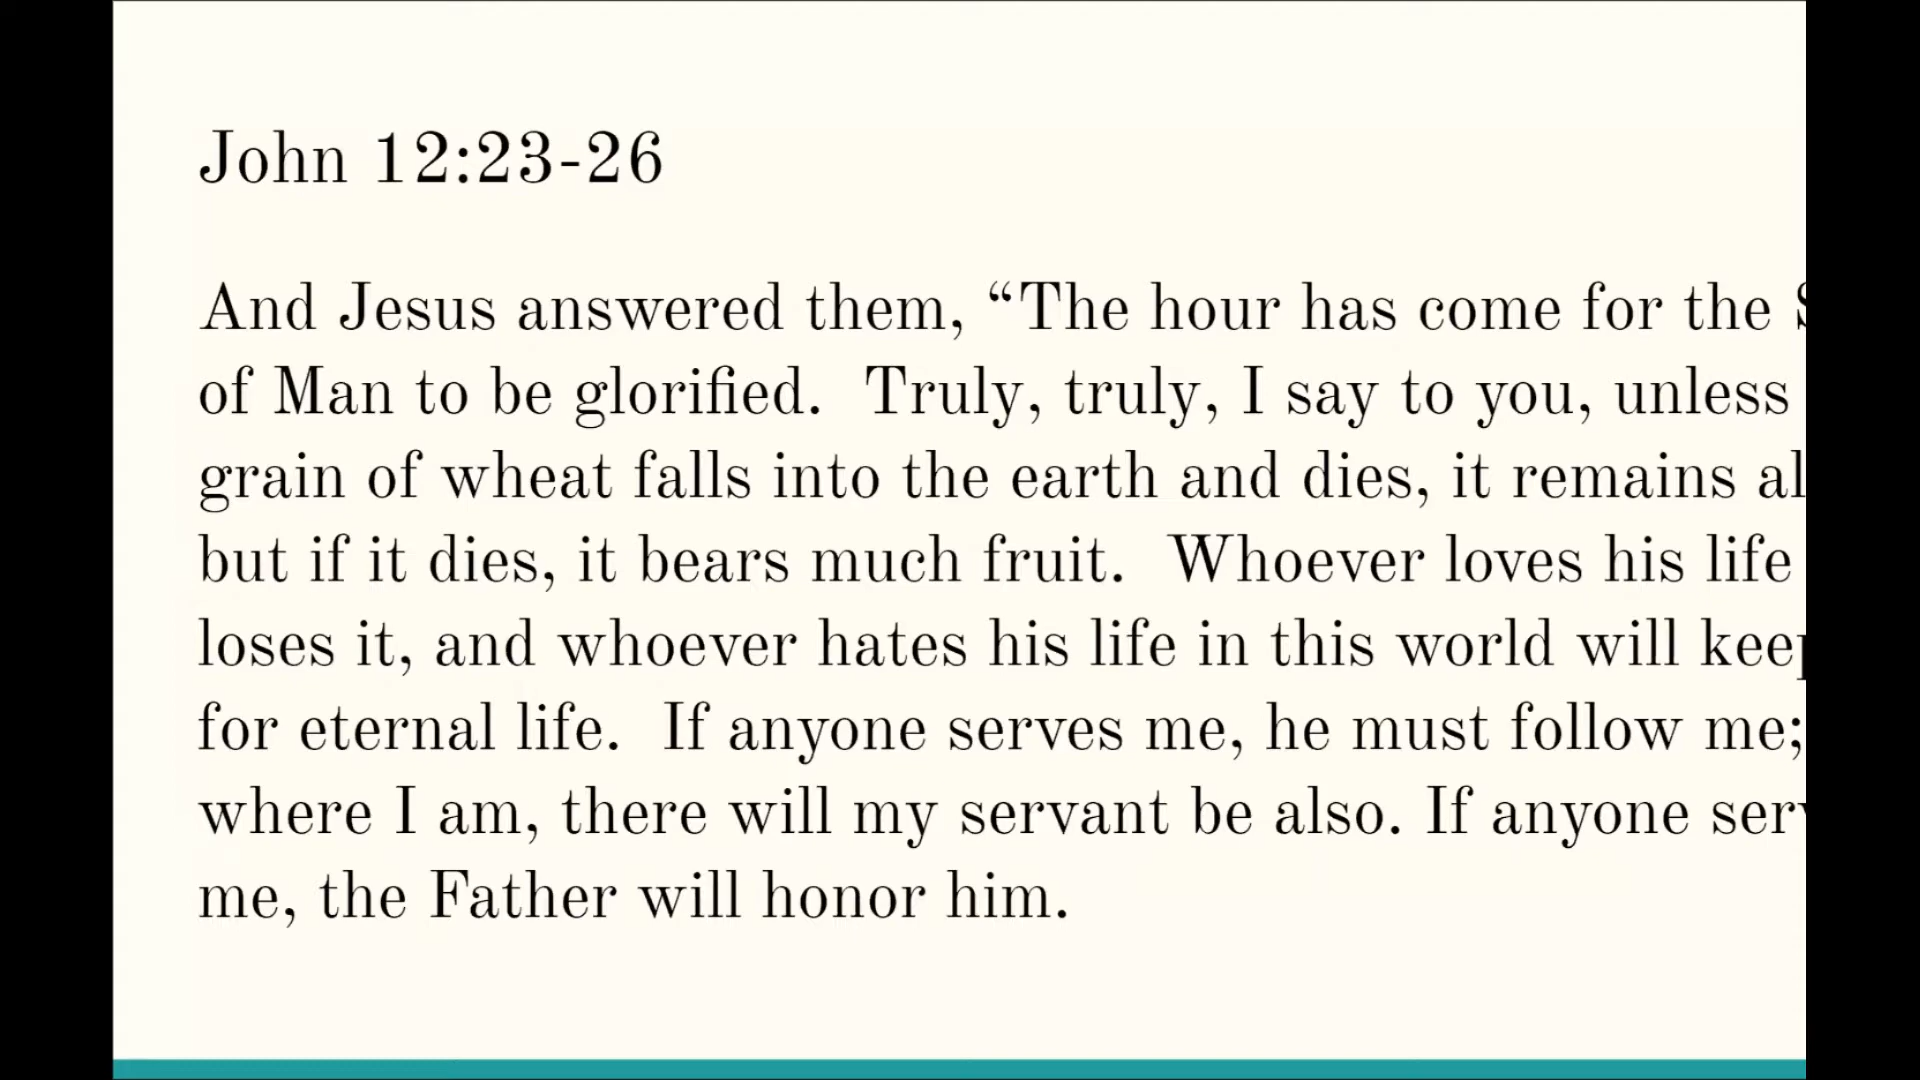 John 12:23-26
And Jesus answered them, “The hour has come for the
of Man to be glorified.  Truly, truly, I say to you, unless
grain of wheat falls into the earth and dies, it remains
but if it dies, it bears much fruit.  Whoever loves his life
loses it, and whoever hates his life in this world will
for eternal life.  If anyone serves me, he must follow me;
where I am, there will my servant be also. If anyone
me, the Father will honor him.